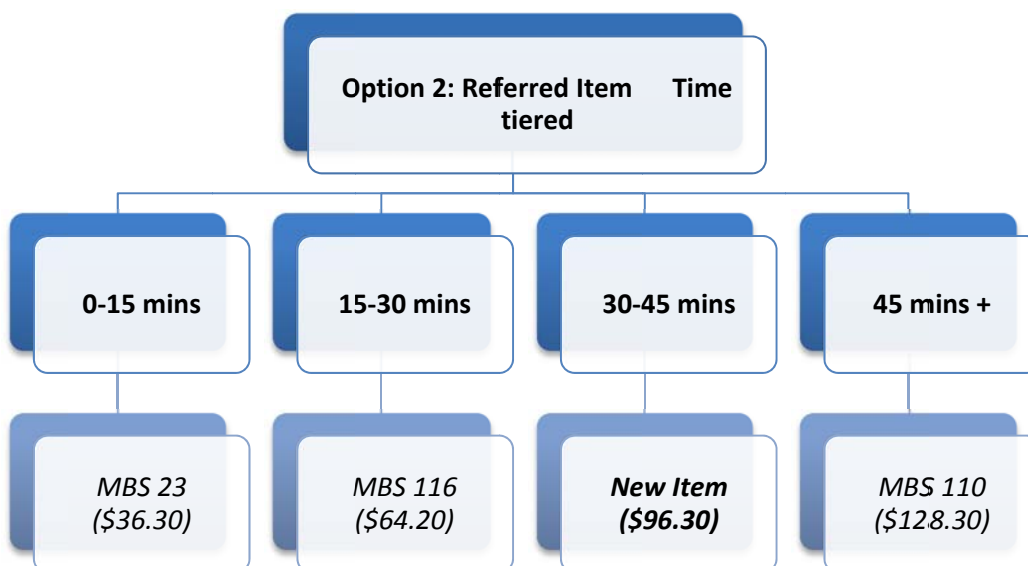 Option 2: Referred Item Time
tiered
0-15 mins
15-30 mins
30-45 mins
45 mins +
MBS 23
($36.30)
MBS 116
($64.20)
New Item
($96.30)
MBS 110
($128.30)